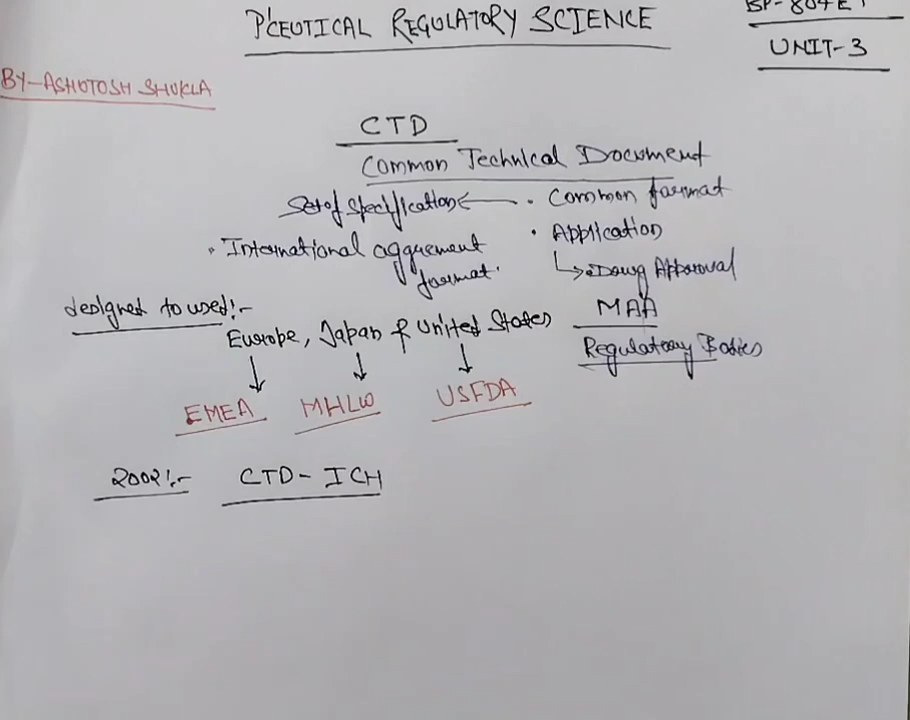 P'CEUTICAL REGULATORY SCIENCE
BP-804ET
UNIT-3
BY-ASHUTOSH SHUKLA
CTD
Common Technical Document
Set of Specification ← • Common format
• International aggrement format.
• Application
↳ • Drug Approval
designed to used:-
Europe, Japan & United States
MAA
Regulatory Bodies
EMEA MHLW USFDA
2002:- CTD- ICH